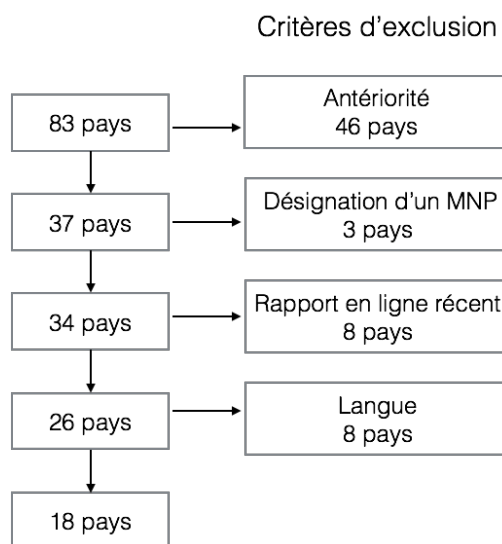 Critères d'exclusion
83 pays
Antériorité
46 pays
37 pays
Désignation d'un MNP
3 pays
34 pays
Rapport en ligne récent
8 pays
26 pays
Langue
8 pays
18 pays